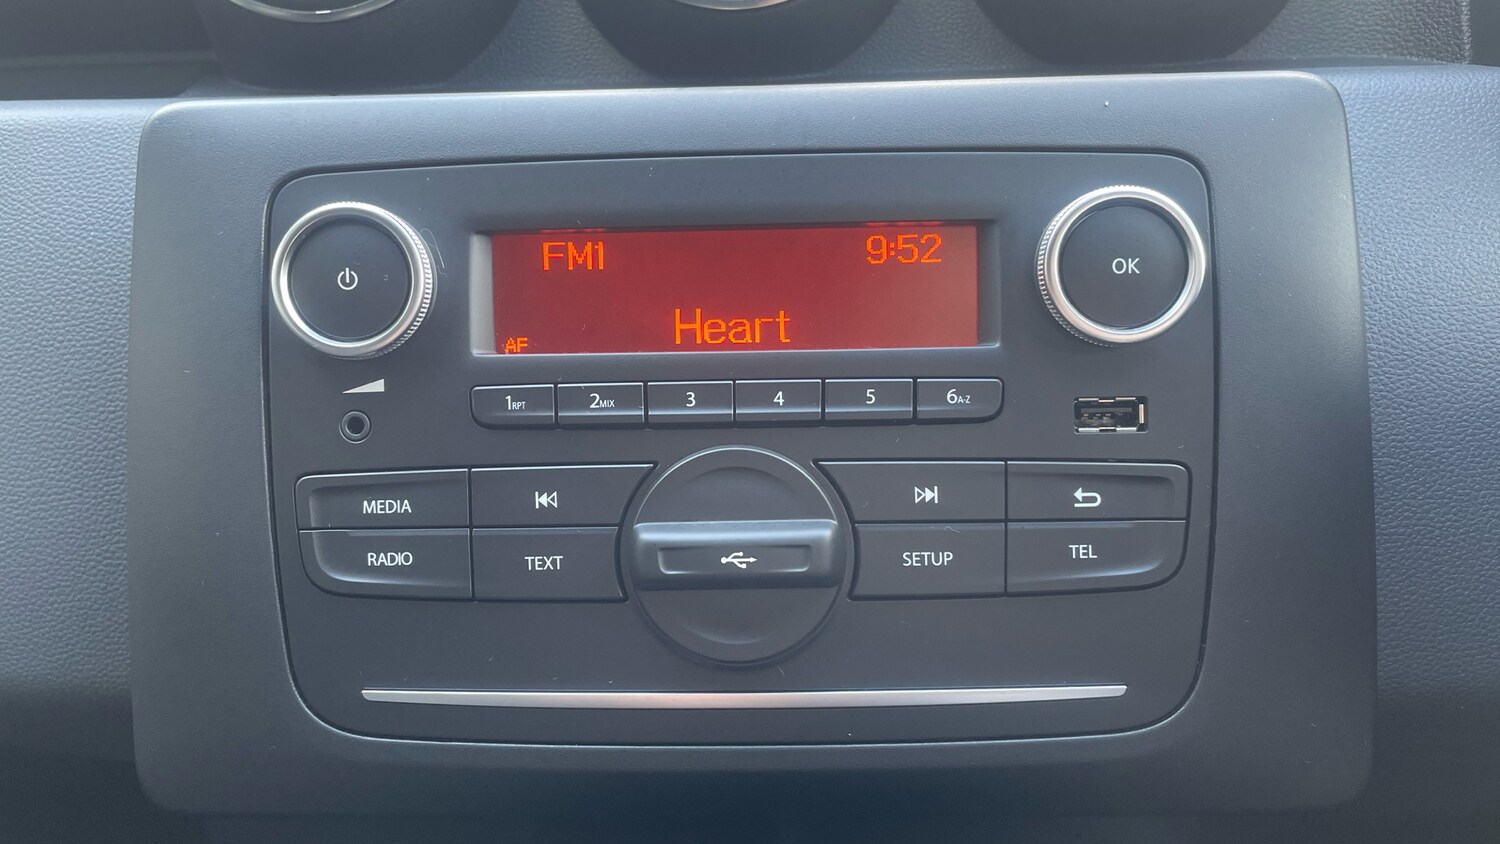 FM1 9:52
Heart
AF
OK
1RPT 2MIX 3 4 5 6A-Z
MEDIA
RADIO TEXT SETUP TEL